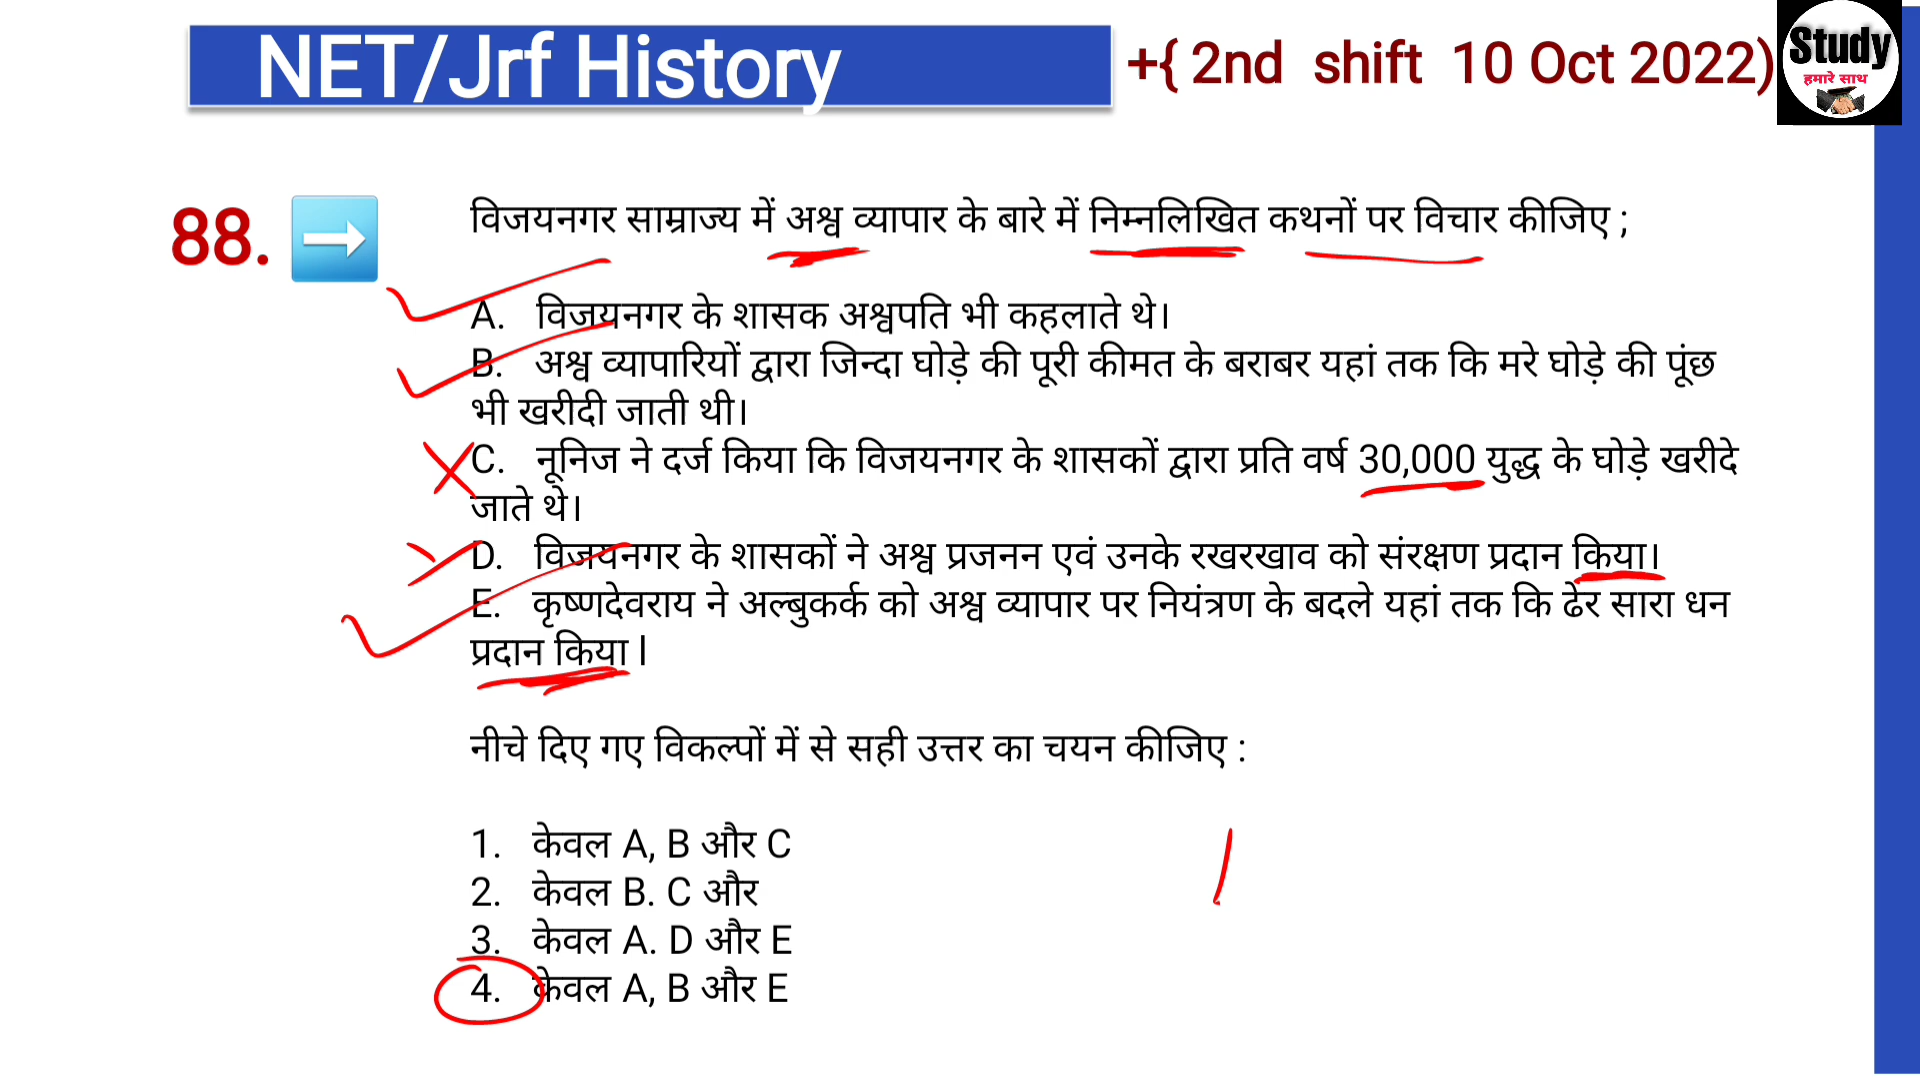 NET/Jrf History
+{ 2nd shift 10 Oct 2022)
Study
हमारे साथ
88.
विजयनगर साम्राज्य में अश्व व्यापार के बारे में निम्नलिखित कथनों पर विचार कीजिए ;
A. विजयनगर के शासक अश्वपति भी कहलाते थे।
B. अश्व व्यापारियों द्वारा जिन्दा घोड़े की पूरी कीमत के बराबर यहां तक कि मरे घोड़े की पूंछ
भी खरीदी जाती थी।
C. नूनिज ने दर्ज किया कि विजयनगर के शासकों द्वारा प्रति वर्ष 30,000 युद्ध के घोड़े खरीदे
जाते थे।
D. विजयनगर के शासकों ने अश्व प्रजनन एवं उनके रखरखाव को संरक्षण प्रदान किया।
E. कृष्णदेवराय ने अल्बुकर्क को अश्व व्यापार पर नियंत्रण के बदले यहां तक कि ढेर सारा धन
प्रदान किया l
नीचे दिए गए विकल्पों में से सही उत्तर का चयन कीजिए :
1. केवल A, B और C
2. केवल B. C और
3. केवल A. D और E
4. केवल A, B और E